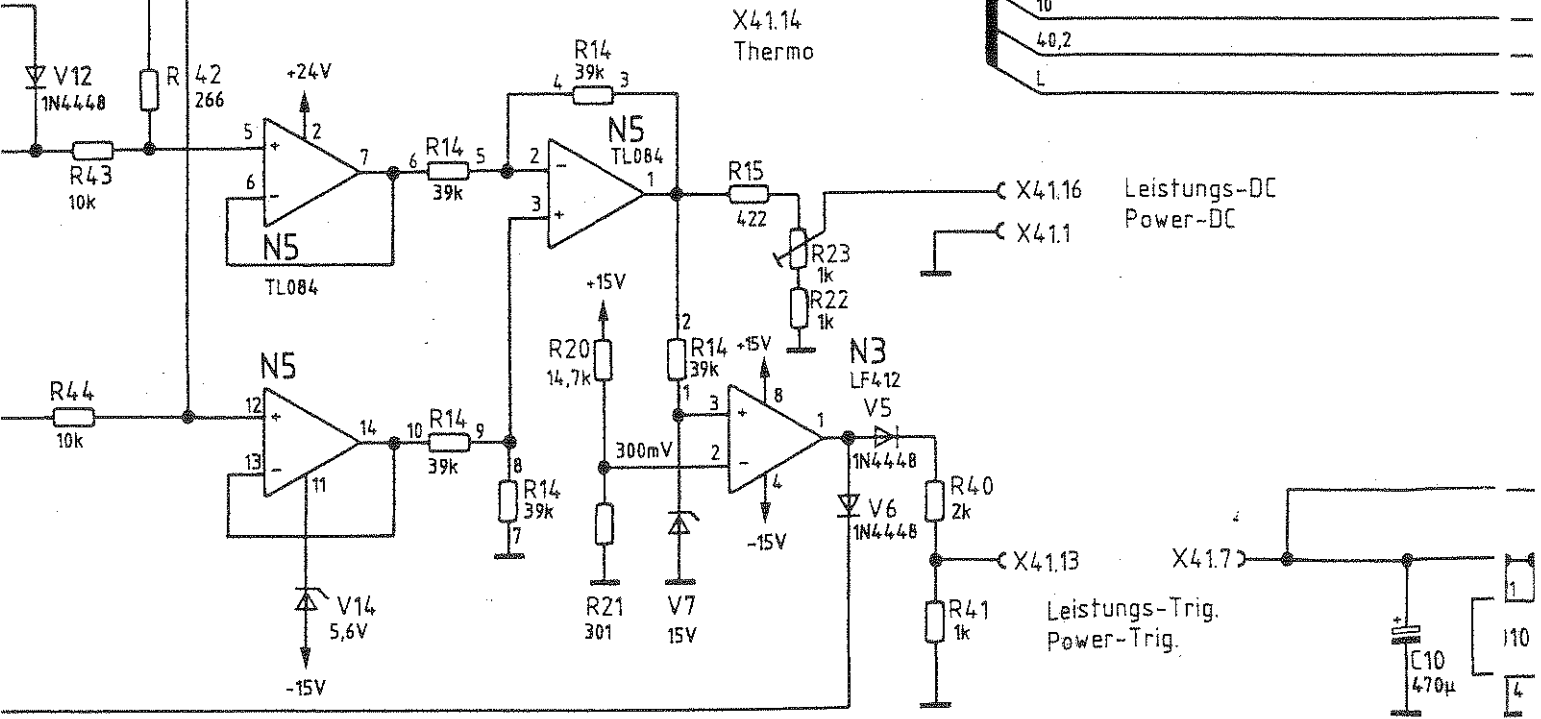 10
X41.14
Thermo
40,2
L
V12
1N4448
R 42
266
+24V
R14
39k
4
3
5
2
6
7
+
-
N5
TL084
R43
10k
6
R14
5
39k
N5
TL084
2
3
1
-
+
R15
422
X41.16
Leistungs-DC
X41.1
Power-DC
R23
1k
R22
1k
+15V
R20
14,7k
2
R14
39k
1
+15V
N3
LF412
V5
1N4448
N5
R44
10k
12
13
14
11
+
-
10
R14
9
39k
8
R14
39k
7
300mV
3
2
8
1
4
+
-
-15V
V6
1N4448
R40
2k
X41.13
X41.7
V14
5,6V
-15V
R21
301
V7
15V
R41
1k
Leistungs-Trig.
Power-Trig.
+
C10
470µ
1
10
4